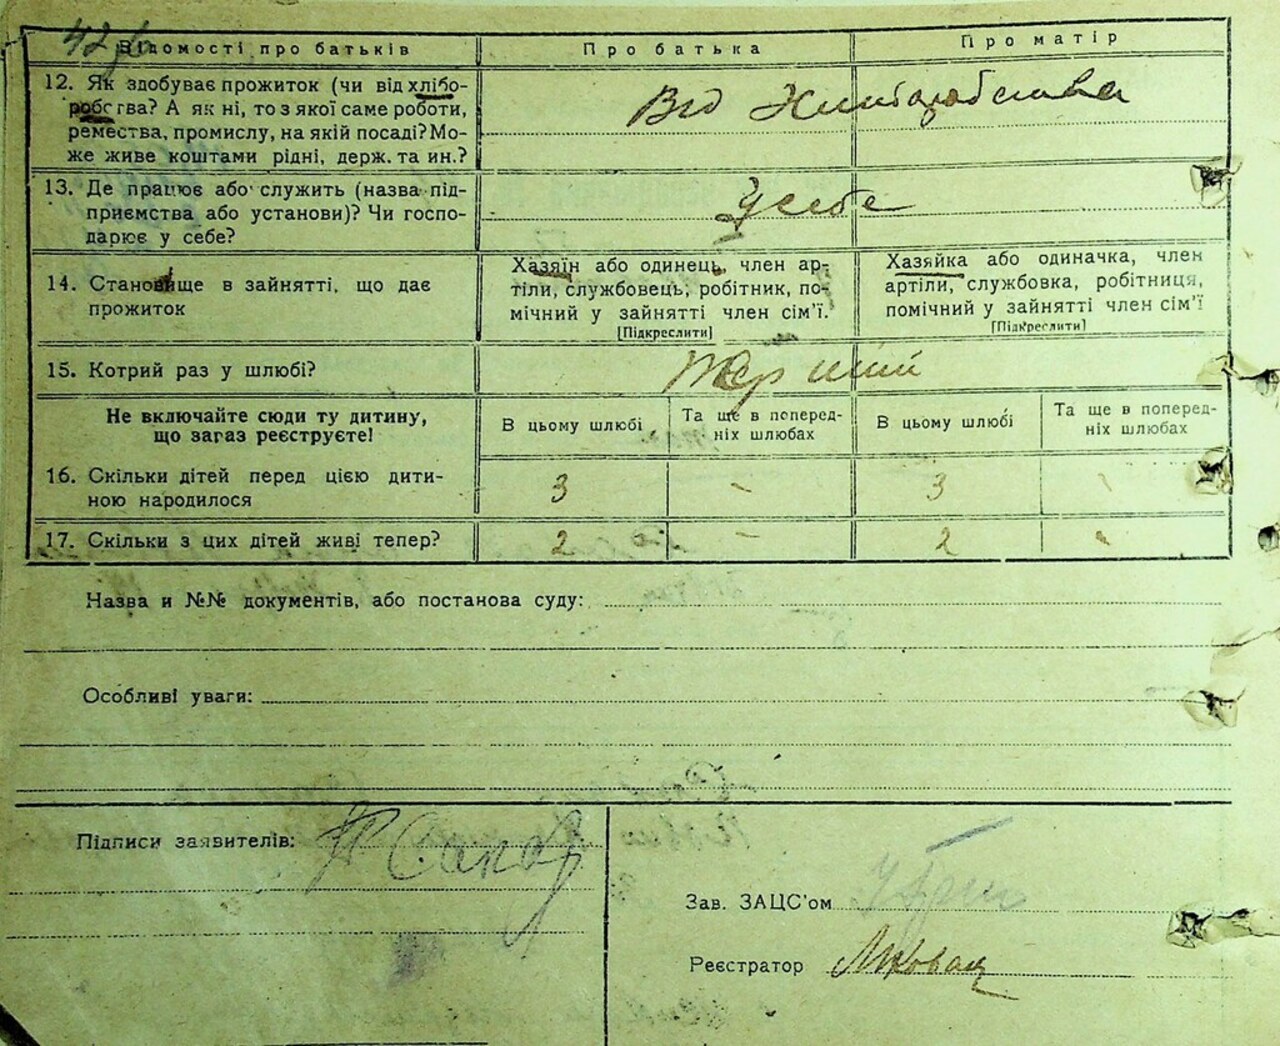 42
Відомості про батьків
Про батька
Про матір
12. Як здобуває прожиток (чи від хлібо-
робства? А як ні, то з якої саме роботи,
ремества, промислу, на якій посаді? Мо-
же живе коштами рідні, держ. та ин.?
Від Хліборобства
13. Де працює або служить (назва під-
приємства або установи)? Чи госпо-
дарює у себе?
У себе
14. Становище в зайнятті, що дає
прожиток
Хазяїн або одинець, член ар-
тіли, службовець, робітник, по-
мічний у зайнятті член сім'ї.
[Підкреслити]
Хазяйка або одиначка, член
артіли, службовка, робітниця,
помічний у зайнятті член сім'ї
[Підкреслити]
15. Котрий раз у шлюбі?
Перший
Не включайте сюди ту дитину,
що зараз реєструєте!
В цьому шлюбі
Та ще в поперед-
ніх шлюбах
В цьому шлюбі
Та ще в поперед-
ніх шлюбах
16. Скільки дітей перед цією дити-
ною народилося
3 - 3 -
17. Скільки з цих дітей живі тепер?
2 - 2 -
Назва и №№ документів, або постанова суду:
Особливі уваги:
Підписи заявителів:
Зав. ЗАЦС'ом
Реєстратор